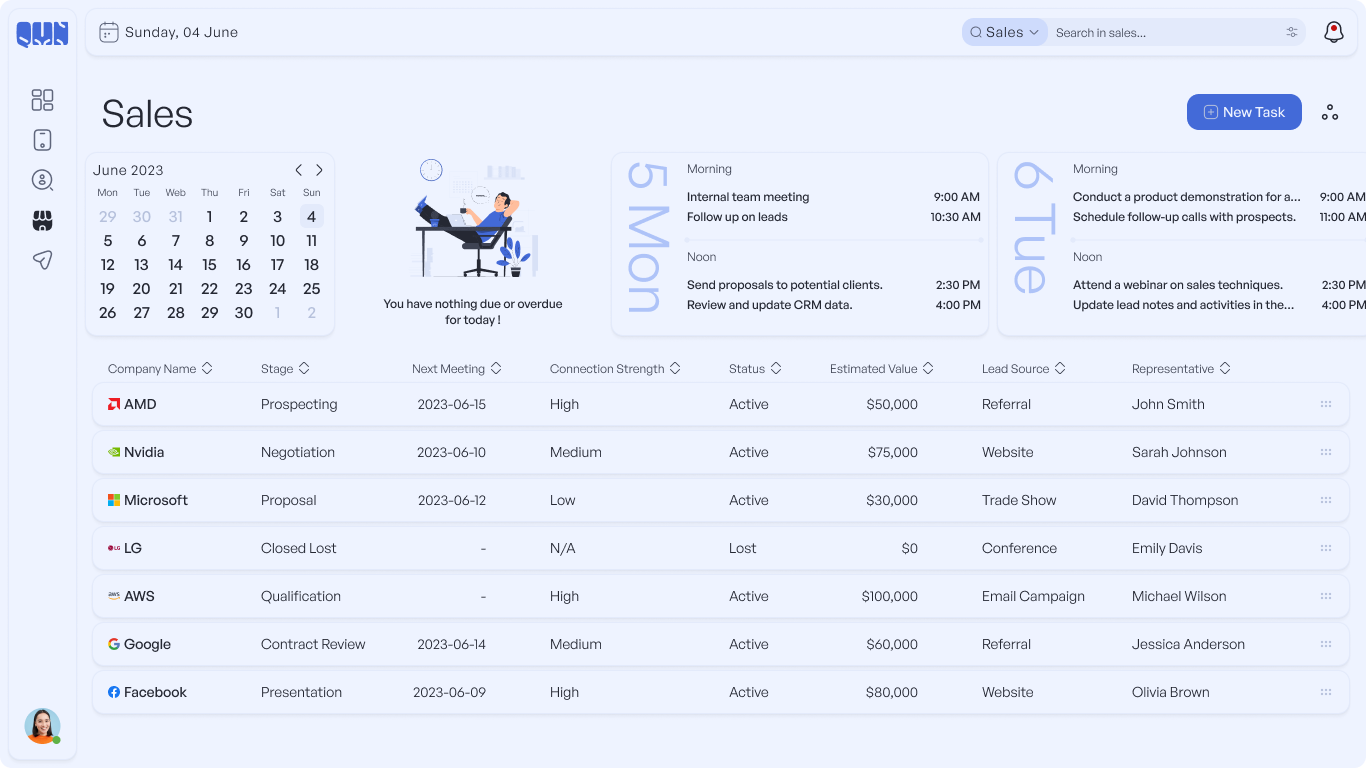 QUN
Sunday, 04 June
Sales
Search in sales...
Sales
New Task
June 2023
Mon Tue Web Thu Fri Sat Sun
29 30 31 1 2 3 4
5 6 7 8 9 10 11
12 13 14 15 16 17 18
19 20 21 22 23 24 25
26 27 28 29 30 1 2
You have nothing due or overdue
for today !
5 Mon
Morning
Internal team meeting 9:00 AM
Follow up on leads 10:30 AM
Noon
Send proposals to potential clients. 2:30 PM
Review and update CRM data. 4:00 PM
6 Tue
Morning
Conduct a product demonstration for a... 9:00 AM
Schedule follow-up calls with prospects. 11:00 AM
Noon
Attend a webinar on sales techniques. 2:30 PM
Update lead notes and activities in the... 4:00 PM
Company Name Stage Next Meeting Connection Strength Status Estimated Value Lead Source Representative
AMD Prospecting 2023-06-15 High Active $50,000 Referral John Smith
Nvidia Negotiation 2023-06-10 Medium Active $75,000 Website Sarah Johnson
Microsoft Proposal 2023-06-12 Low Active $30,000 Trade Show David Thompson
LG LG Closed Lost - N/A Lost $0 Conference Emily Davis
aws AWS Qualification - High Active $100,000 Email Campaign Michael Wilson
Google Contract Review 2023-06-14 Medium Active $60,000 Referral Jessica Anderson
Facebook Presentation 2023-06-09 High Active $80,000 Website Olivia Brown